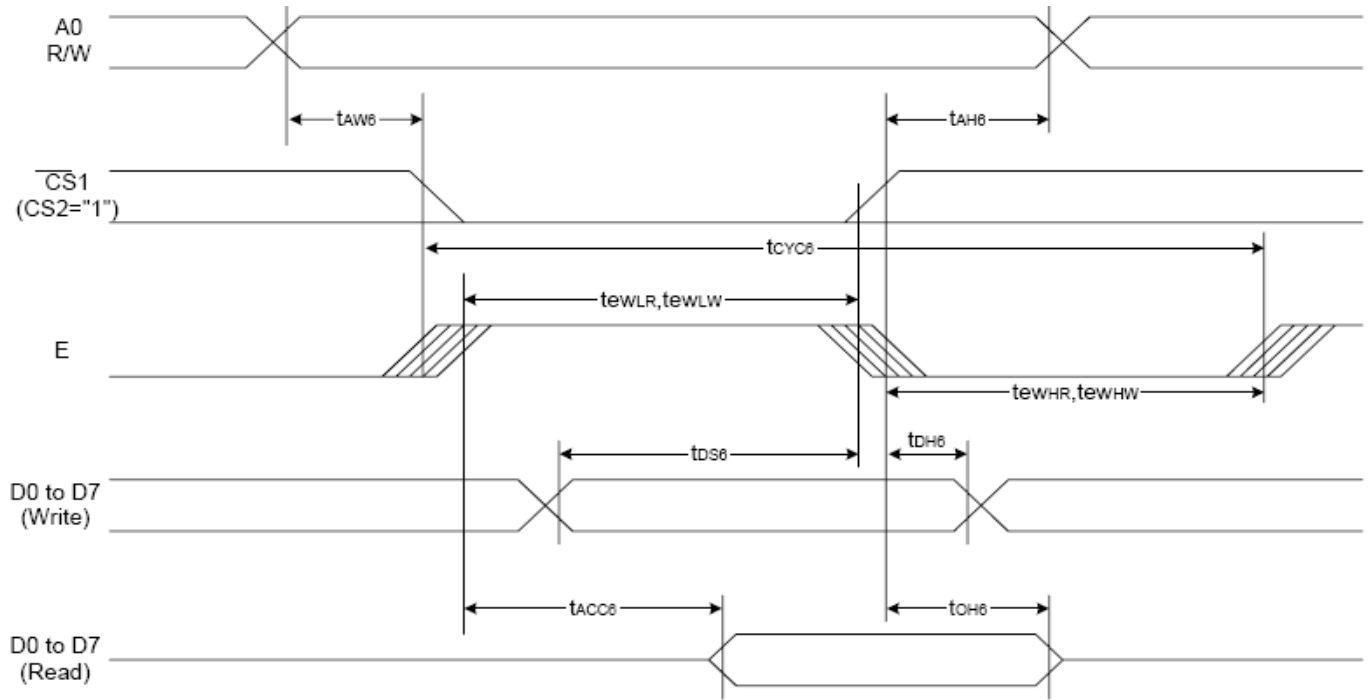 A0
R/W
tAW6
tAH6
CS1
(CS2="1")
tCYC6
tewLR,tewLW
E
tewHR,tewHW
tDS6
tDH6
D0 to D7
(Write)
tACC6
tOH6
D0 to D7
(Read)